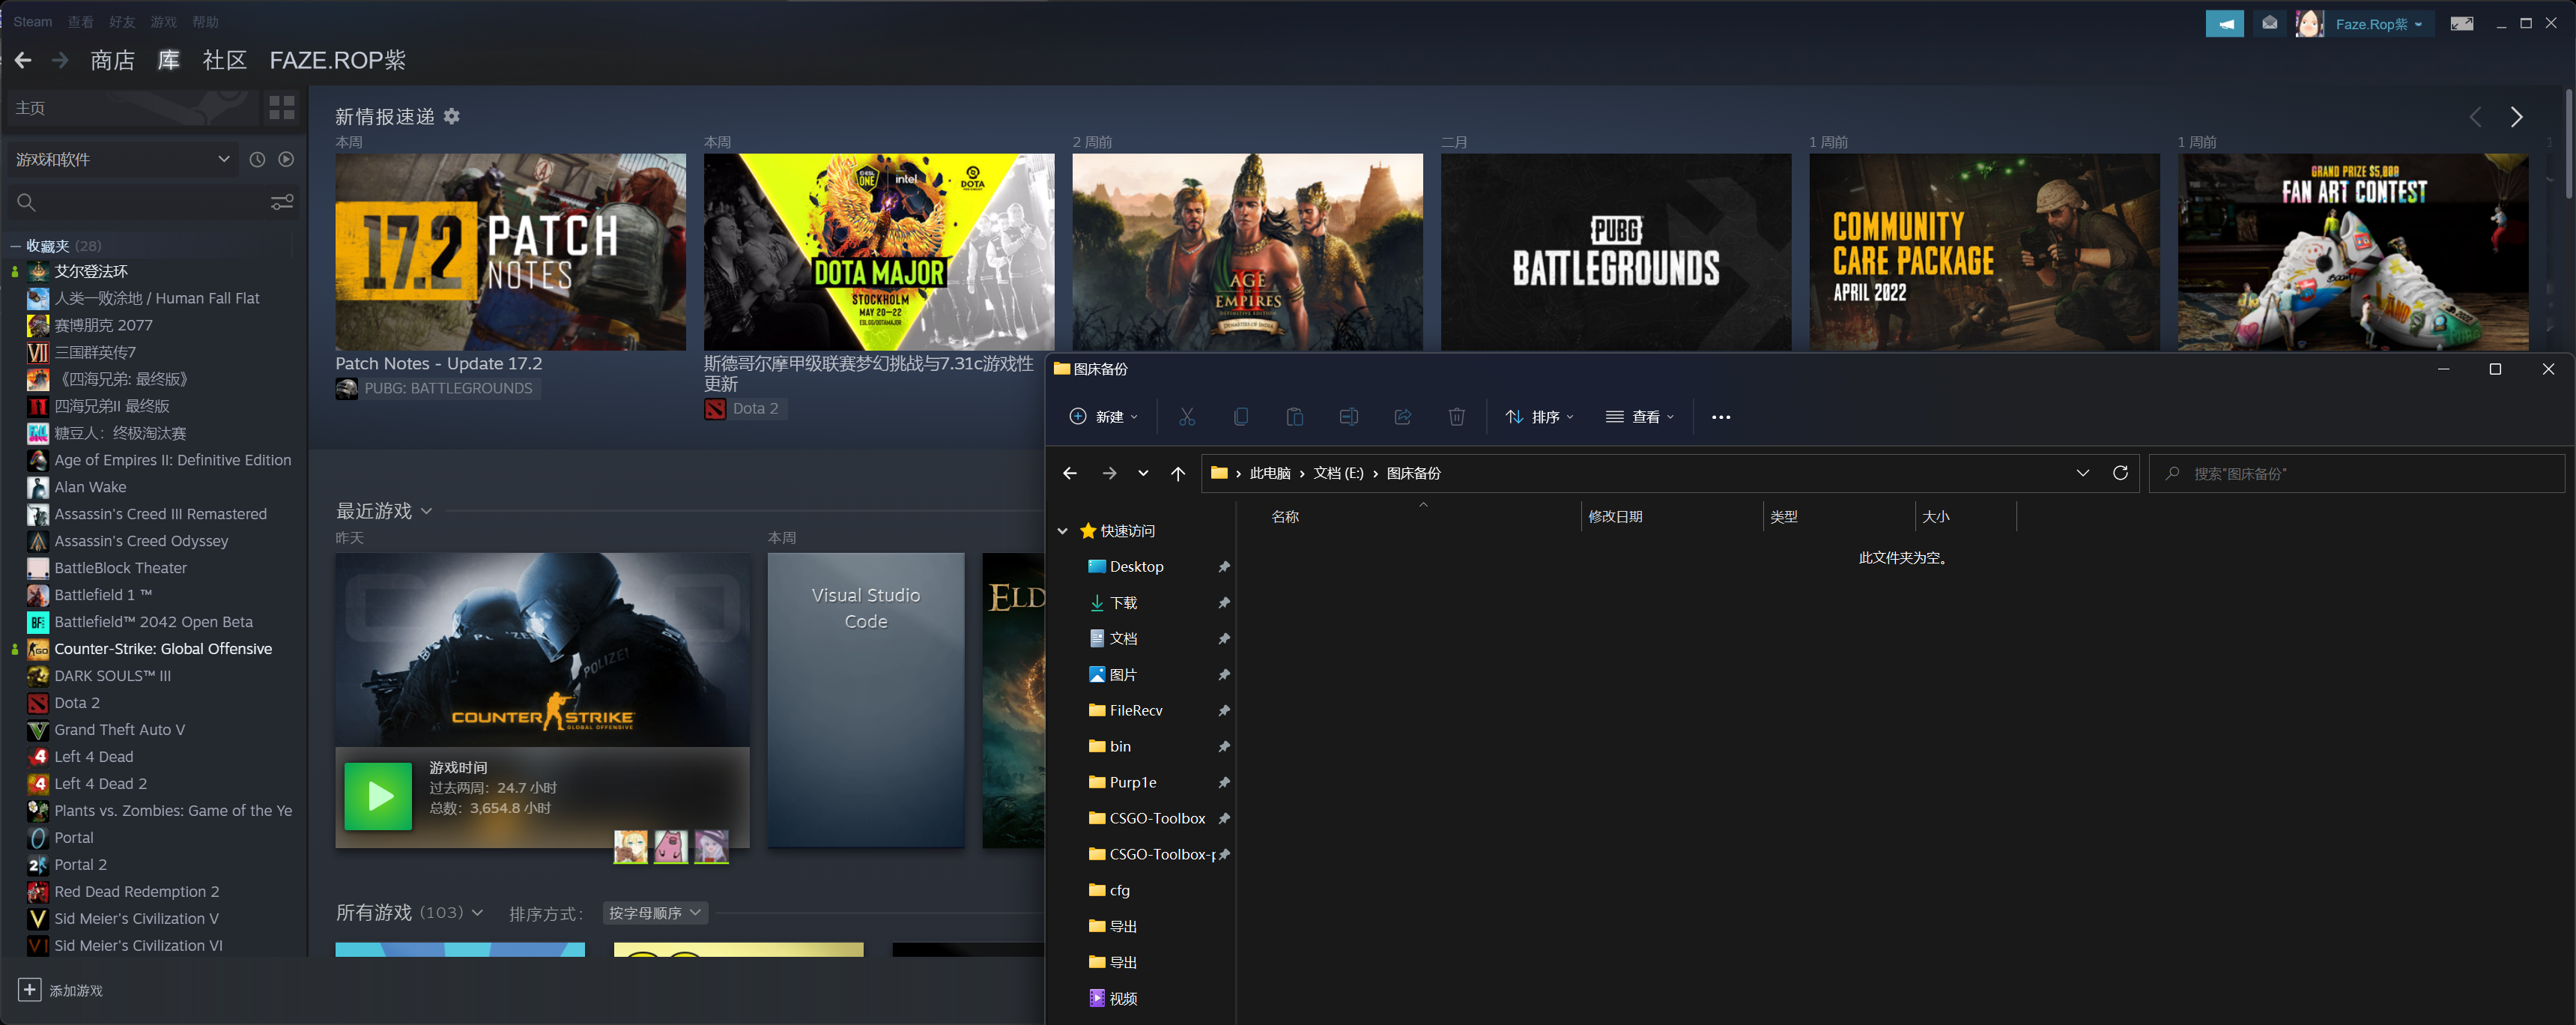 Steam 查看 好友 游戏 帮助
Faze.Rop紫
商店 库 社区 FAZE.ROP紫
主页
游戏和软件
收藏夹 (28)
艾尔登法环
人类一败涂地 / Human Fall Flat
赛博朋克 2077
三国群英传7
《四海兄弟: 最终版》
四海兄弟II 最终版
糖豆人：终极淘汰赛
Age of Empires II: Definitive Edition
Alan Wake
Assassin's Creed III Remastered
Assassin's Creed Odyssey
BattleBlock Theater
Battlefield 1 ™
Battlefield™ 2042 Open Beta
Counter-Strike: Global Offensive
DARK SOULS™ III
Dota 2
Grand Theft Auto V
Left 4 Dead
Left 4 Dead 2
Plants vs. Zombies: Game of the Ye
Portal
Portal 2
Red Dead Redemption 2
Sid Meier's Civilization V
Sid Meier's Civilization VI
添加游戏
新情报速递
本周
17.2 PATCH
NOTES
Patch Notes - Update 17.2
PUBG: BATTLEGROUNDS
本周
ONE intel DOTA
DOTA MAJOR
STOCKHOLM
MAY 20–22
ESL.GG/DOTAMAJOR
斯德哥尔摩甲级联赛梦幻挑战与7.31c游戏性
更新
Dota 2
2 周前
AGE OF
EMPIRES
DEFINITIVE EDITION
DYNASTIES OF INDIA
二月
PUBG
BATTLEGROUNDS
1 周前
COMMUNITY
CARE PACKAGE
APRIL 2022
1 周前
GRAND PRIZE $5,000
FAN ART CONTEST
最近游戏
昨天
POLIZEI
COUNTER STRIKE
GLOBAL OFFENSIVE
游戏时间
过去两周：24.7 小时
总数：3,654.8 小时
本周
Visual Studio
Code
ELD
所有游戏 (103) 排序方式： 按字母顺序
图床备份
新建 排序 查看
此电脑 文档 (E:) 图床备份
搜索"图床备份"
名称 修改日期 类型 大小
此文件夹为空。
快速访问
Desktop
下载
文档
图片
FileRecv
bin
Purp1e
CSGO-Toolbox
CSGO-Toolbox-p
cfg
导出
导出
视频